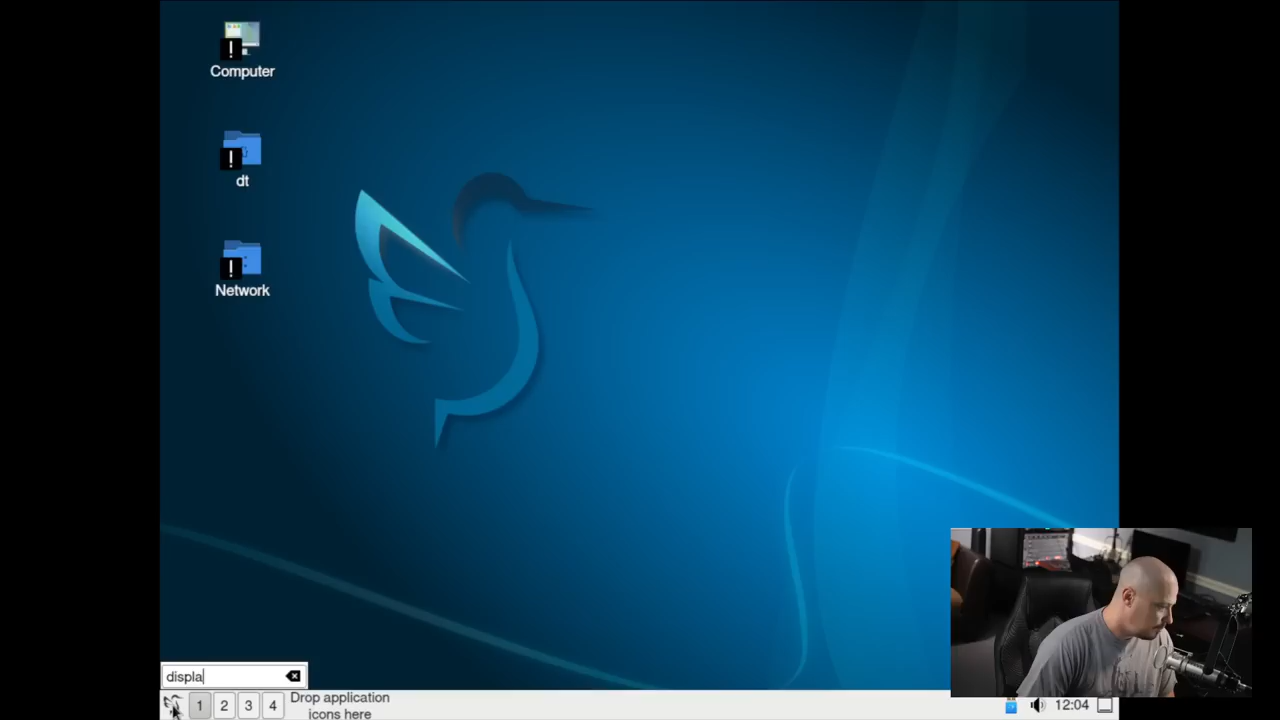 Computer
dt
Network
displa
1 2 3 4 Drop application
icons here
12:04